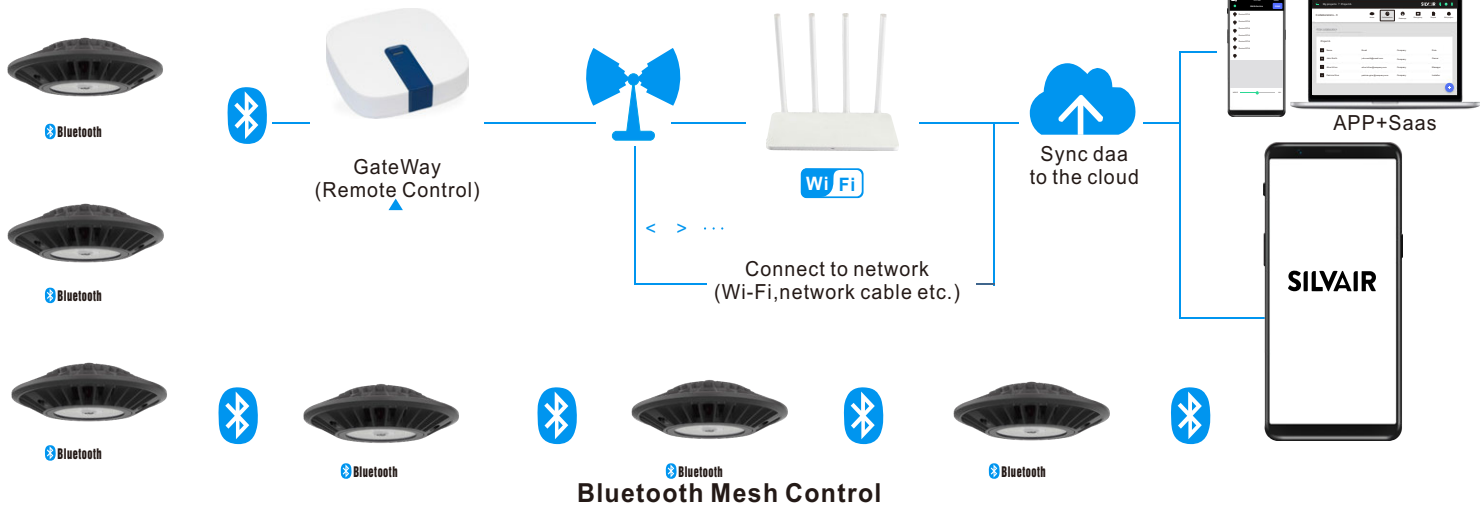 SILVAIR
APP+Saas
Bluetooth
GateWay
(Remote Control)
Wi Fi
Sync daa
to the cloud
Bluetooth
< > ...
Connect to network
(Wi-Fi,network cable etc.)
SILVAIR
Bluetooth
Bluetooth
Bluetooth
Bluetooth
Bluetooth Mesh Control